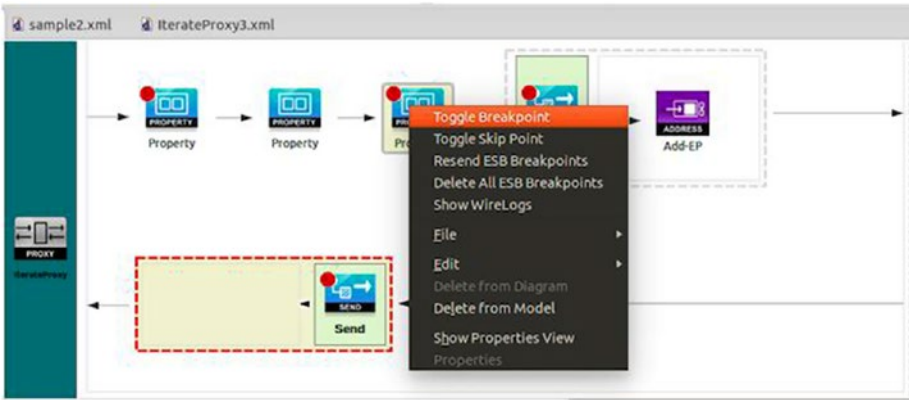 sample2.xml
IterateProxy3.xml
PROPERTY
PROPERTY
PROPERTY
ADDRESS
Property
Property
Add-EP
Toggle Breakpoint
Toggle Skip Point
Resend ESB Breakpoints
Delete All ESB Breakpoints
Show WireLogs
File
Edit
Delete from Diagram
Delete from Model
Show Properties View
Properties
PROXY
IterateProxy
SEND
Send